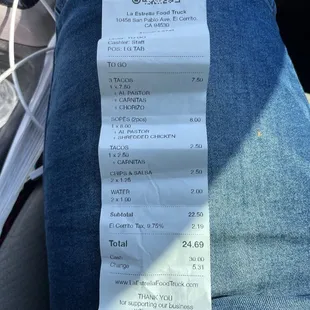 La Estrella Food Truck
10456 San Pablo Ave, El Cerrito,
CA 94530
Cashier: Staff
POS: 1 G TAB
TO GO
3 TACOS 7.50
1 x 7.50
AL PASTOR
CARNITAS
CHORIZO
SOPES (2pcs) 8.00
1 x 8.00
AL PASTOR
SHREDDED CHICKEN
TACOS 2.50
1 x 2.50
CARNITAS
CHIPS & SALSA 2.50
2 x 1.25
WATER 2.00
2 x 1.00
Subtotal 22.50
El Cerrito Tax, 9.75% 2.19
Total 24.69
Cash 30.00
Change 5.31
www.LaEstrellaFoodTruck.com
THANK YOU
for supporting our business